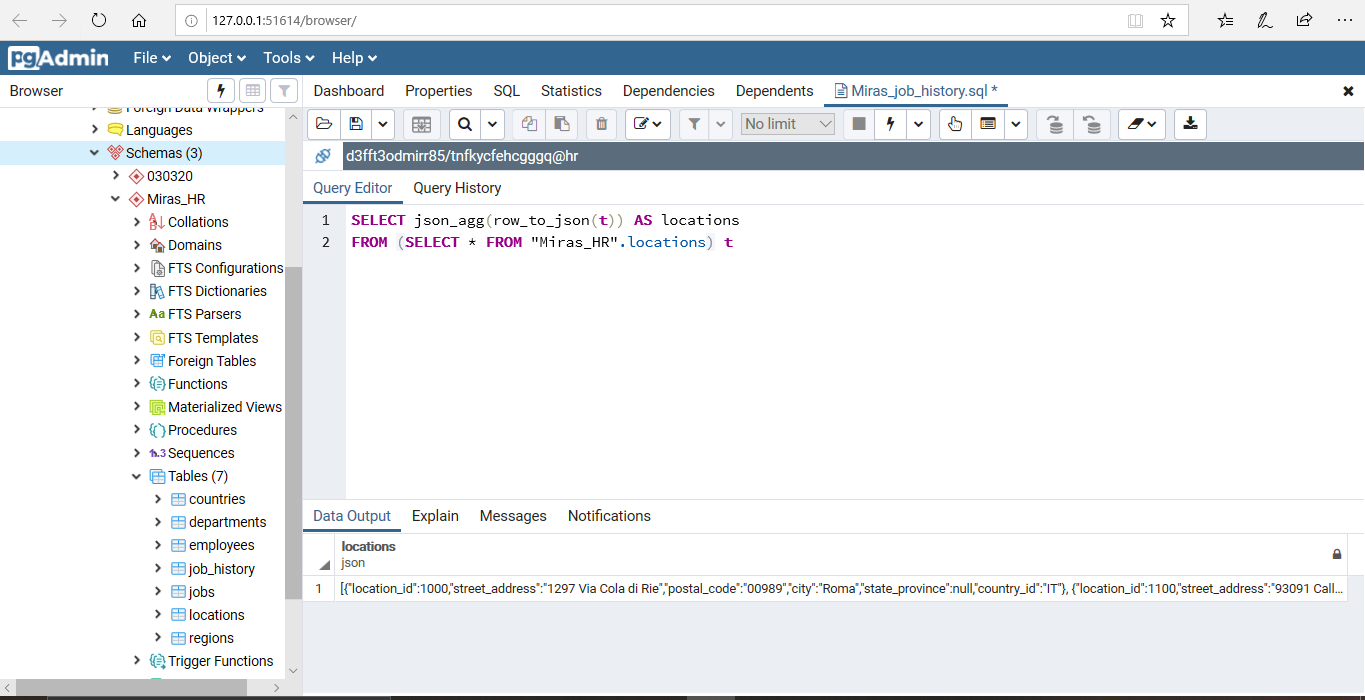 127.0.0.1:51614/browser/
pgAdmin File Object Tools Help
Browser Dashboard Properties SQL Statistics Dependencies Dependents Miras_job_history.sql *
Foreign Data Wrappers
Languages
Schemas (3)
030320
Miras_HR
Collations
Domains
FTS Configurations
FTS Dictionaries
Aa FTS Parsers
FTS Templates
Foreign Tables
Functions
Materialized Views
Procedures
1..3 Sequences
Tables (7)
countries
departments
employees
job_history
jobs
locations
regions
Trigger Functions
No limit
d3fft3odmirr85/tnfkycfehcgggq@hr
Query Editor Query History
1 SELECT json_agg(row_to_json(t)) AS locations
2 FROM (SELECT * FROM "Miras_HR".locations) t
Data Output Explain Messages Notifications
locations
json
1 [{"location_id":1000,"street_address":"1297 Via Cola di Rie","postal_code":"00989","city":"Roma","state_province":null,"country_id":"IT"}, {"location_id":1100,"street_address":"93091 Call...